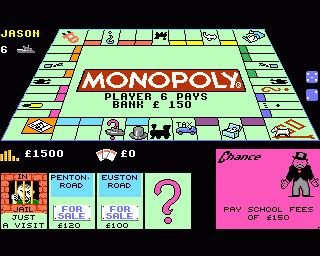 JASON
6
MONOPOLY®
PLAYER 6 PAYS
BANK £ 150
TAX
£1500
£0
Chance
IN
JAIL
JUST
A VISIT
PENTON.
ROAD
FOR
SALE
£120
EUSTON
ROAD
FOR
SALE
£100
?
PAY SCHOOL FEES
OF £150